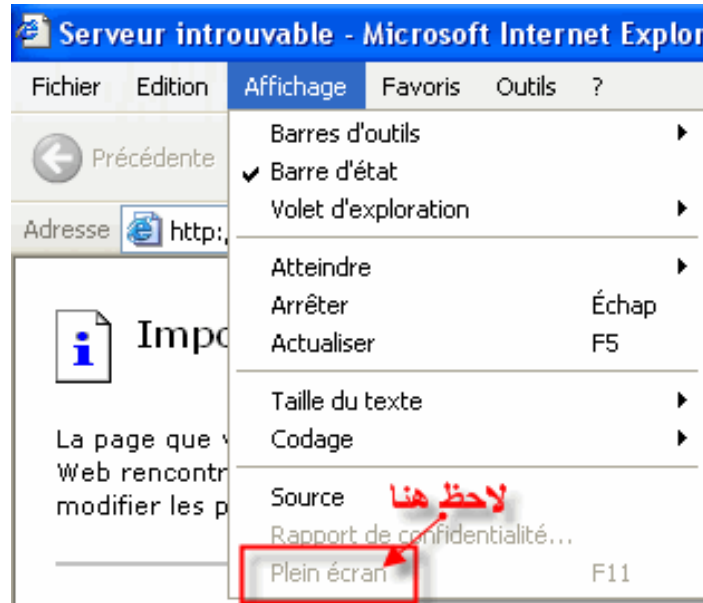 Serveur introuvable - Microsoft Internet Explor
Fichier Edition Affichage Favoris Outils ?
Précédente
Adresse http:
Barres d'outils
Barre d'état
Volet d'exploration
Atteindre
Arrêter Échap
Actualiser F5
Taille du texte
Codage
Source
لاحظ هنا
Rapport de confidentialité...
Plein écran F11
Impo
La page que v
Web rencontr
modifier les p